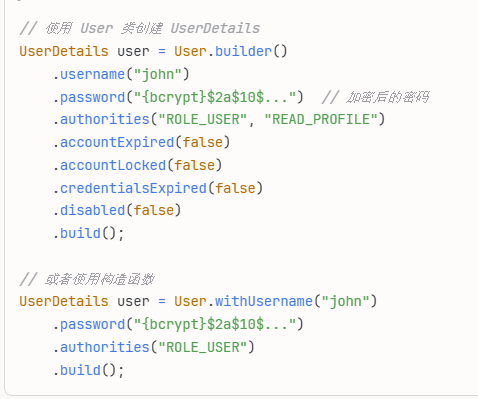 // 使用 User 类创建 UserDetails
UserDetails user = User.builder()
    .username("john")
    .password("{bcrypt}$2a$10$...")  // 加密后的密码
    .authorities("ROLE_USER", "READ_PROFILE")
    .accountExpired(false)
    .accountLocked(false)
    .credentialsExpired(false)
    .disabled(false)
    .build();

// 或者使用构造函数
UserDetails user = User.withUsername("john")
    .password("{bcrypt}$2a$10$...")
    .authorities("ROLE_USER")
    .build();